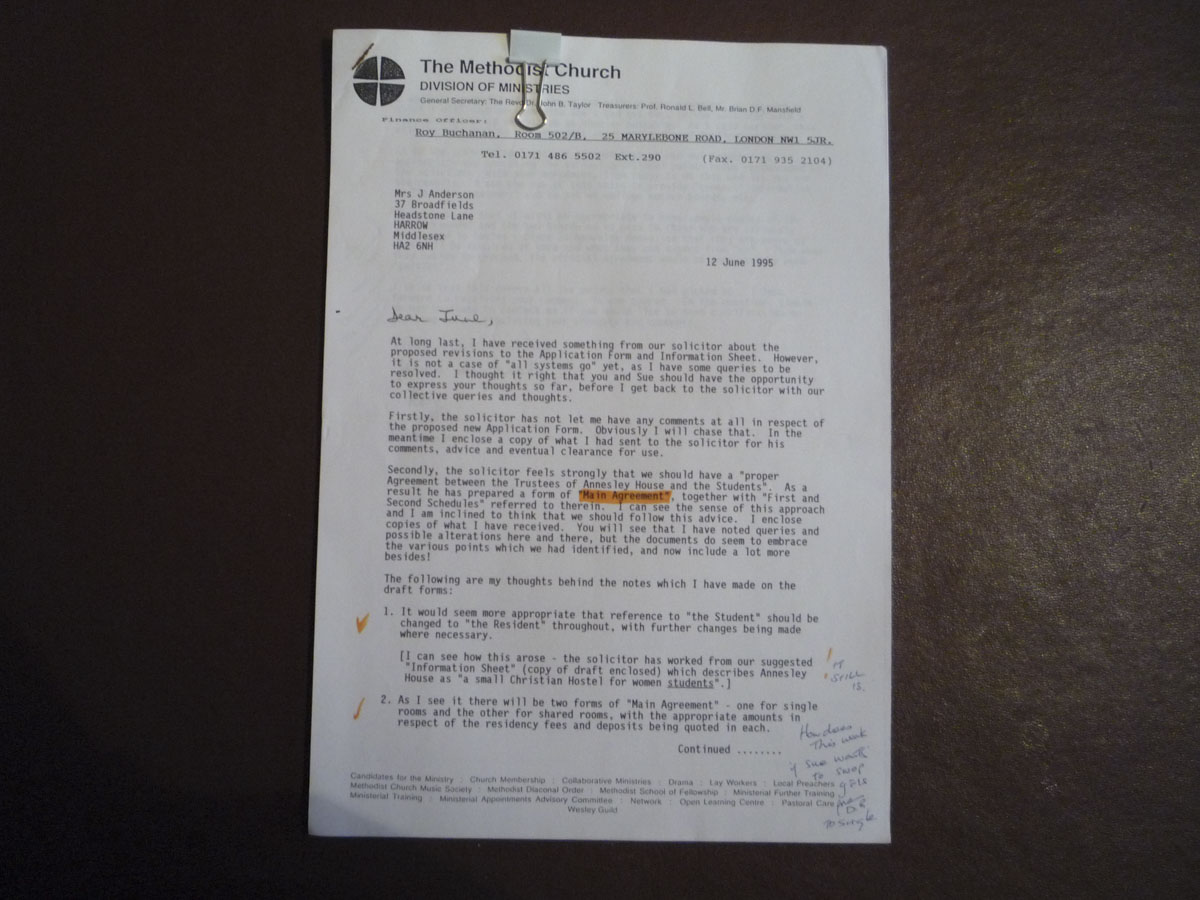 The Methodist Church
DIVISION OF MINISTRIES
General Secretary: The Revd Dr. John B. Taylor Treasurers: Prof. Ronald L. Bell, Mr. Brian D.F. Mansfield
Finance Officer:
Roy Buchanan, Room 502/B, 25 MARYLEBONE ROAD, LONDON NW1 5JR.
Tel. 0171 486 5502 Ext.290 (Fax. 0171 935 2104)
Mrs J Anderson
37 Broadfields
Headstone Lane
HARROW
Middlesex
HA2 6NH
12 June 1995
Dear June,
At long last, I have received something from our solicitor about the
proposed revisions to the Application Form and Information Sheet. However,
it is not a case of "all systems go" yet, as I have some queries to be
resolved. I thought it right that you and Sue should have the opportunity
to express your thoughts so far, before I get back to the solicitor with our
collective queries and thoughts.
Firstly, the solicitor has not let me have any comments at all in respect of
the proposed new Application Form. Obviously I will chase that. In the
meantime I enclose a copy of what I had sent to the solicitor for his
comments, advice and eventual clearance for use.
Secondly, the solicitor feels strongly that we should have a "proper
Agreement between the Trustees of Annesley House and the Students". As a
result he has prepared a form of "Main Agreement", together with "First and
Second Schedules" referred to therein. I can see the sense of this approach
and I am inclined to think that we should follow this advice. I enclose
copies of what I have received. You will see that I have noted queries and
possible alterations here and there, but the documents do seem to embrace
the various points which we had identified, and now include a lot more
besides!
The following are my thoughts behind the notes which I have made on the
draft forms:
1. It would seem more appropriate that reference to "the Student" should be
changed to "the Resident" throughout, with further changes being made
where necessary.
[I can see how this arose - the solicitor has worked from our suggested
"Information Sheet" (copy of draft enclosed) which describes Annesley
House as "a small Christian Hostel for women students".]
It
still
is.
2. As I see it there will be two forms of "Main Agreement" - one for single
rooms and the other for shared rooms, with the appropriate amounts in
respect of the residency fees and deposits being quoted in each.
How does
this work
if Sue wants
to swop
girls
from
D.R
to single
Continued ........
Candidates for the Ministry : Church Membership : Collaborative Ministries : Drama : Lay Workers : Local Preachers
Methodist Church Music Society : Methodist Diaconal Order : Methodist School of Fellowship : Ministerial Further Training
Ministerial Training : Ministerial Appointments Advisory Committee : Network : Open Learning Centre : Pastoral Care
Wesley Guild